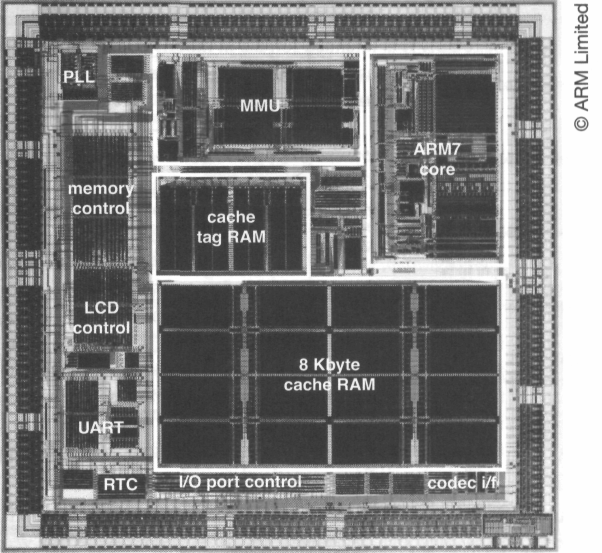 © ARM Limited
PLL
MMU
ARM7
core
memory
control
cache
tag RAM
LCD
control
8 Kbyte
cache RAM
UART
RTC
I/O port control
codec i/f